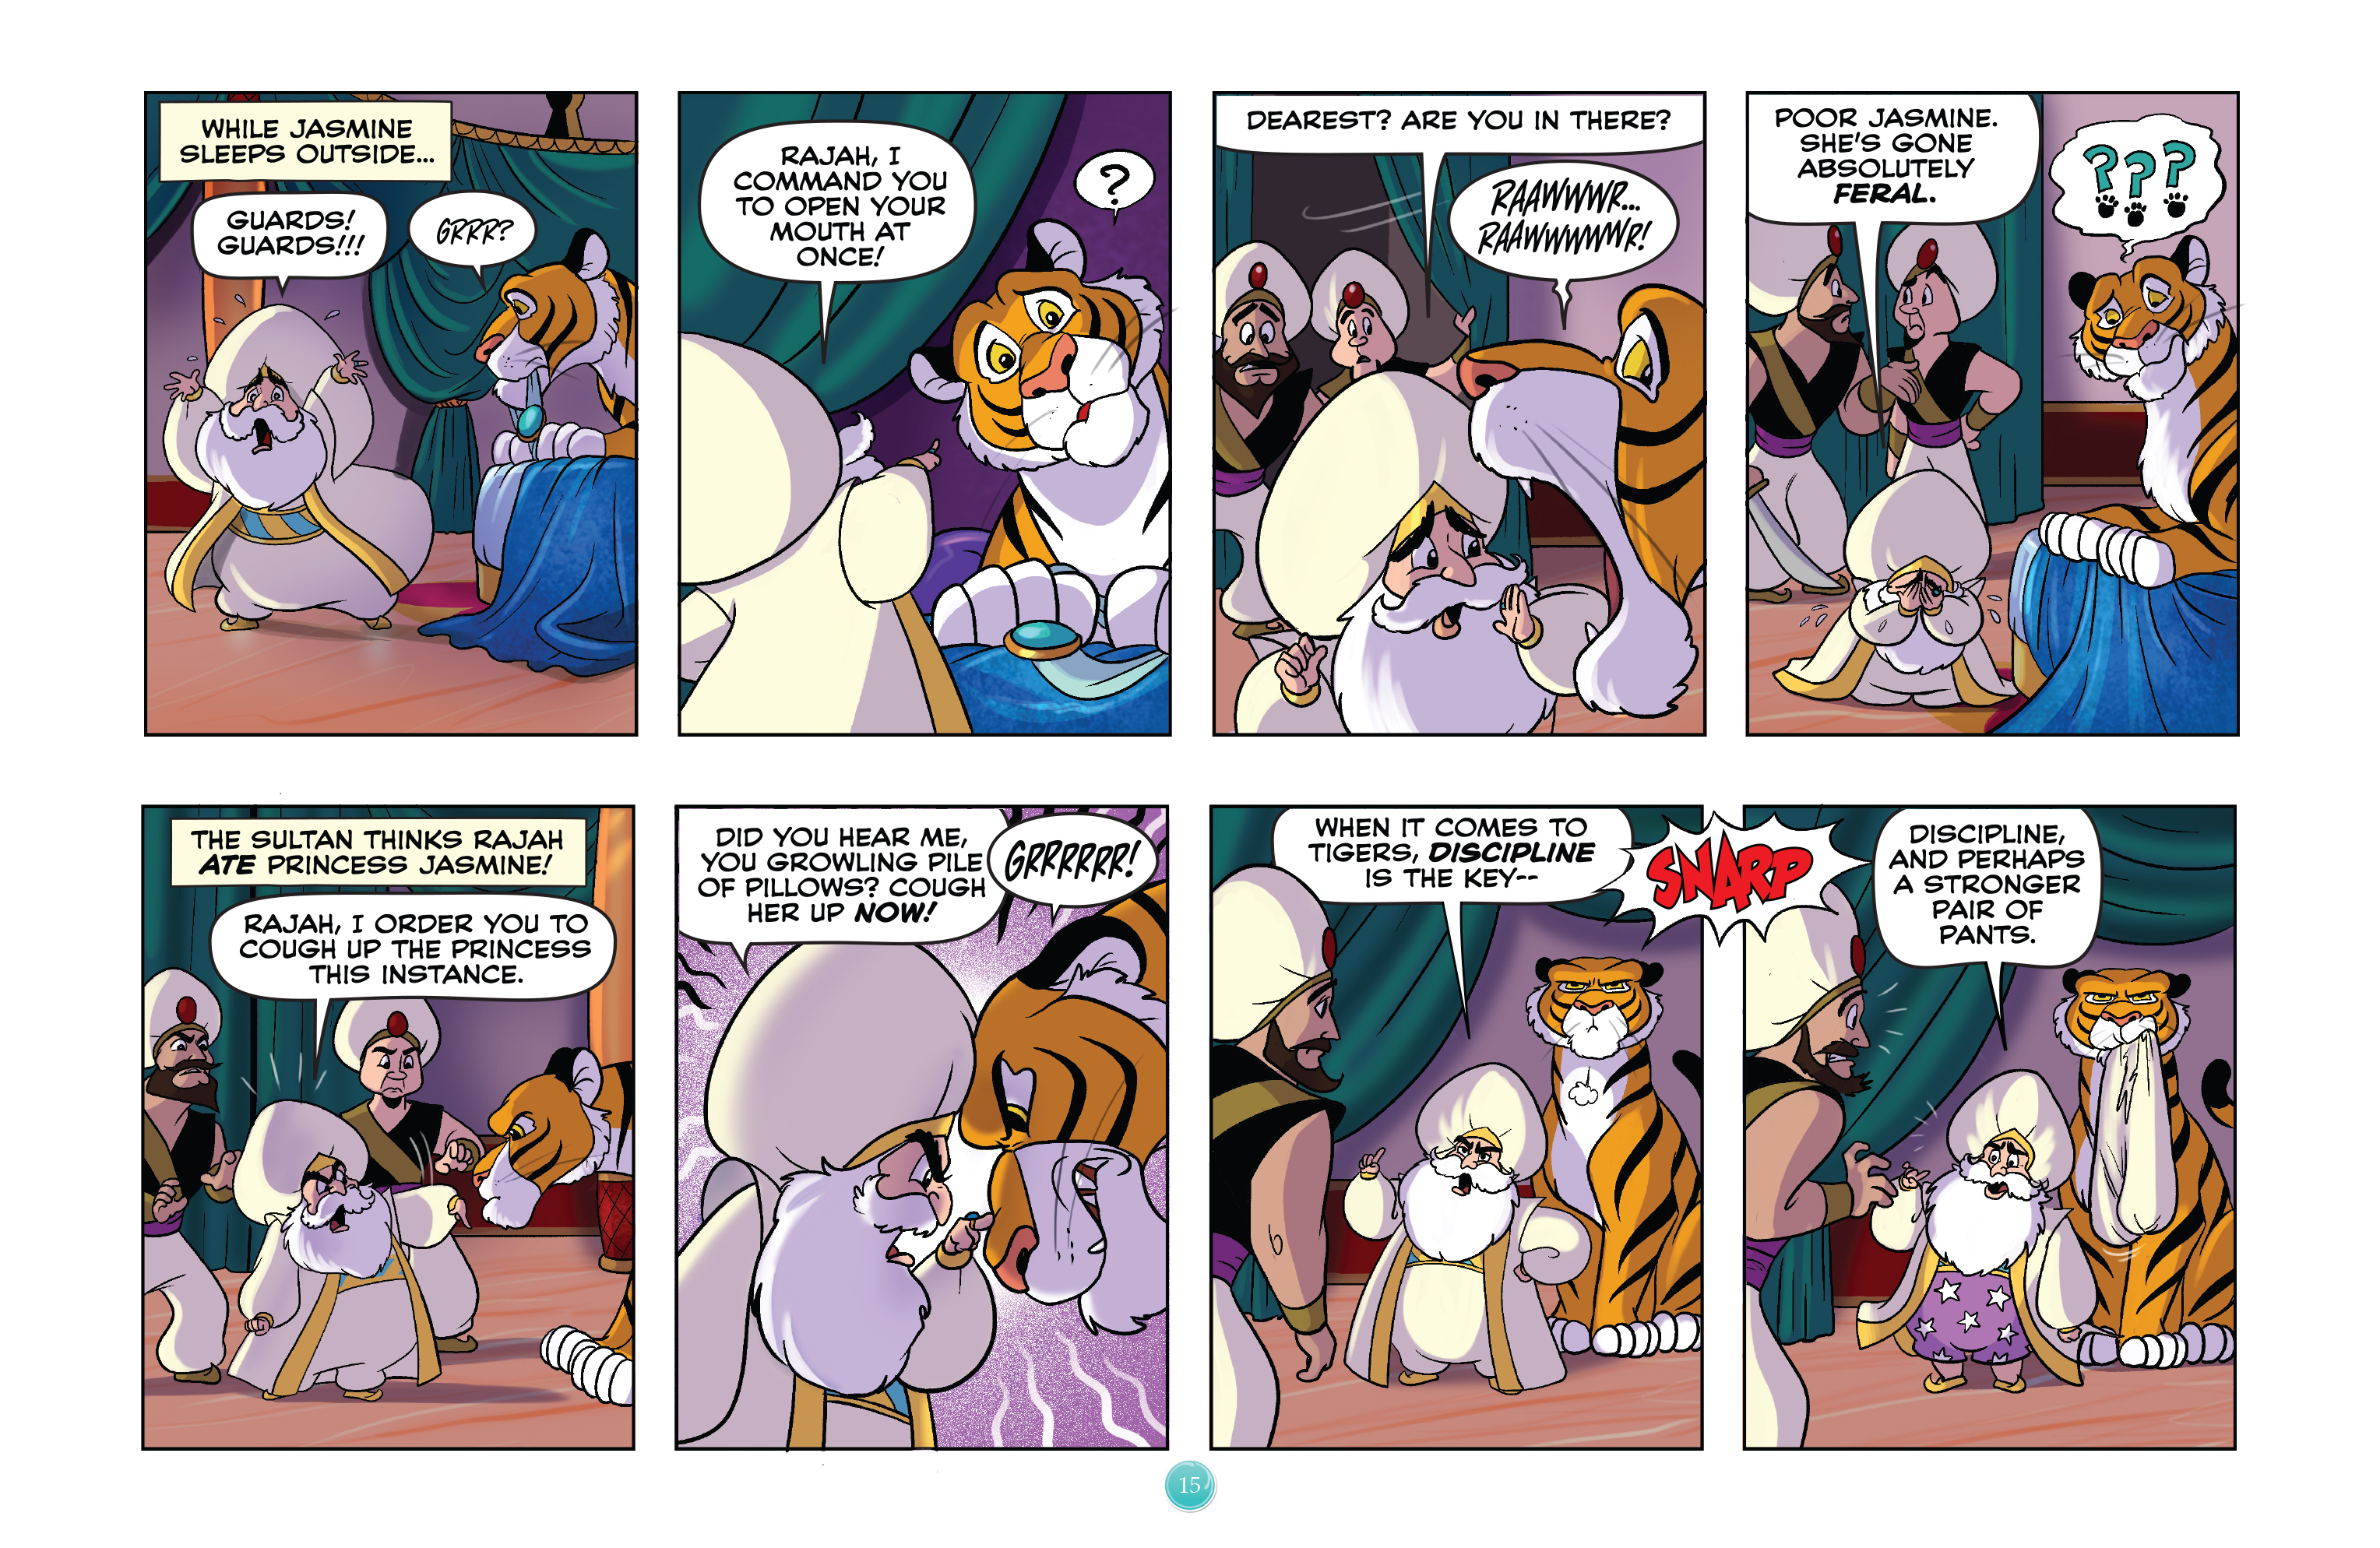 WHILE JASMINE
SLEEPS OUTSIDE...
GUARDS!
GUARDS!!!
GRRR?
RAJAH, I
COMMAND YOU
TO OPEN YOUR
MOUTH AT
ONCE!
?
DEAREST? ARE YOU IN THERE?
RAAWWWR...
RAAWWWWWR!
POOR JASMINE.
SHE'S GONE
ABSOLUTELY
FERAL.
???
THE SULTAN THINKS RAJAH
ATE PRINCESS JASMINE!
RAJAH, I ORDER YOU TO
COUGH UP THE PRINCESS
THIS INSTANCE.
DID YOU HEAR ME,
YOU GROWLING PILE
OF PILLOWS? COUGH
HER UP NOW!
GRRRRRR!
WHEN IT COMES TO
TIGERS, DISCIPLINE
IS THE KEY--
SNARP
DISCIPLINE,
AND PERHAPS
A STRONGER
PAIR OF
PANTS.
15